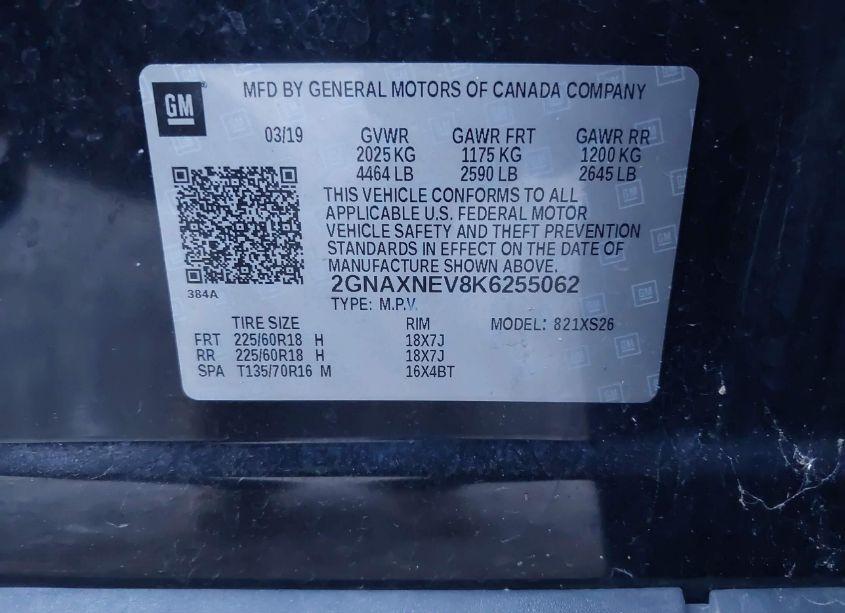 GM
MFD BY GENERAL MOTORS OF CANADA COMPANY
03/19 GVWR GAWR FRT GAWR RR
2025 KG 1175 KG 1200 KG
4464 LB 2590 LB 2645 LB
THIS VEHICLE CONFORMS TO ALL
APPLICABLE U.S. FEDERAL MOTOR
VEHICLE SAFETY AND THEFT PREVENTION
STANDARDS IN EFFECT ON THE DATE OF
MANUFACTURE SHOWN ABOVE.
384A
2GNAXNEV8K6255062
TYPE: M.P.V.
TIRE SIZE RIM MODEL: 821XS26
FRT 225/60R18 H 18X7J
RR 225/60R18 H 18X7J
SPA T135/70R16 M 16X4BT